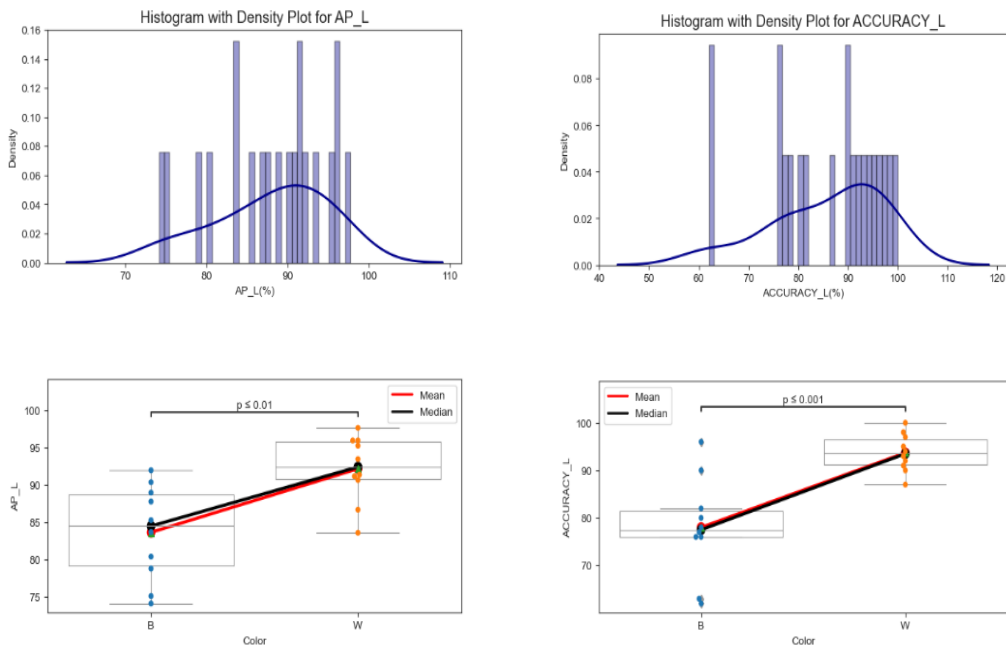 Histogram with Density Plot for AP_L
0.16
0.14
0.12
0.10
0.08
0.06
0.04
0.02
0.00
Density
70 80 90 100 110
AP_L(%)
Histogram with Density Plot for ACCURACY_L
0.08
0.06
0.04
0.02
0.00
Density
40 50 60 70 80 90 100 110 120
ACCURACY_L(%)
Mean
Median
p ≤ 0.01
100
95
90
85
80
75
AP_L
B W
Color
Mean
Median
p ≤ 0.001
100
90
80
70
ACCURACY_L
B W
Color